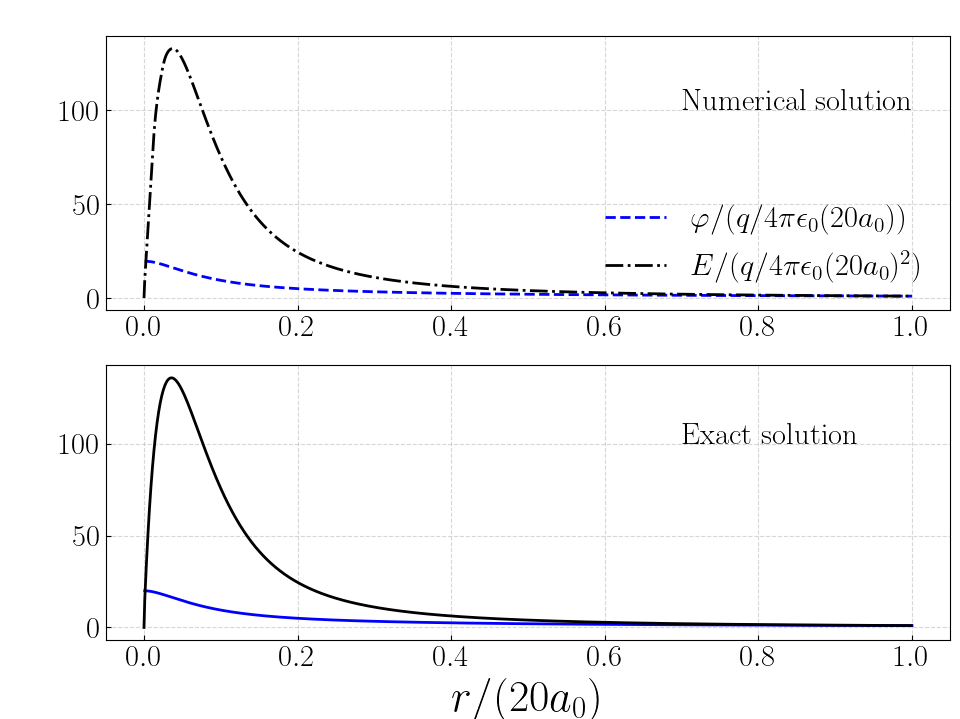 100
50
0
Numerical solution
φ/(q/4πϵ₀(20a₀))
E/(q/4πϵ₀(20a₀)²)
0.0 0.2 0.4 0.6 0.8 1.0
100
50
0
Exact solution
0.0 0.2 0.4 0.6 0.8 1.0
r/(20a₀)